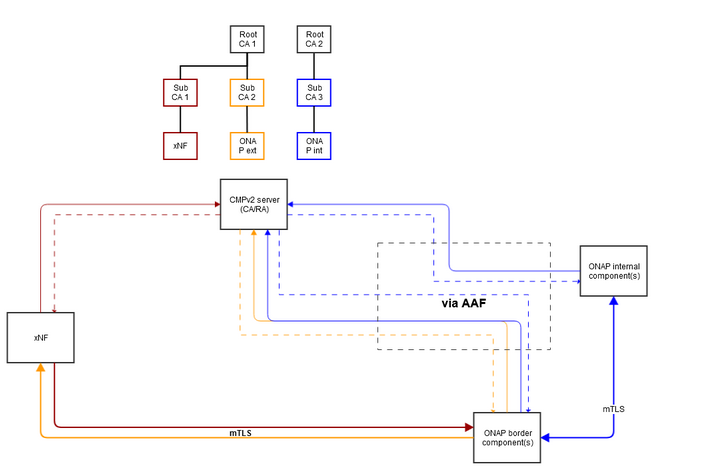 Root
CA 1
Root
CA 2
Sub
CA 1
Sub
CA 2
Sub
CA 3
xNF
ONA
P ext
ONA
P int
CMPv2 server
(CA/RA)
ONAP internal
component(s)
via AAF
xNF
mTLS
mTLS
ONAP border
component(s)